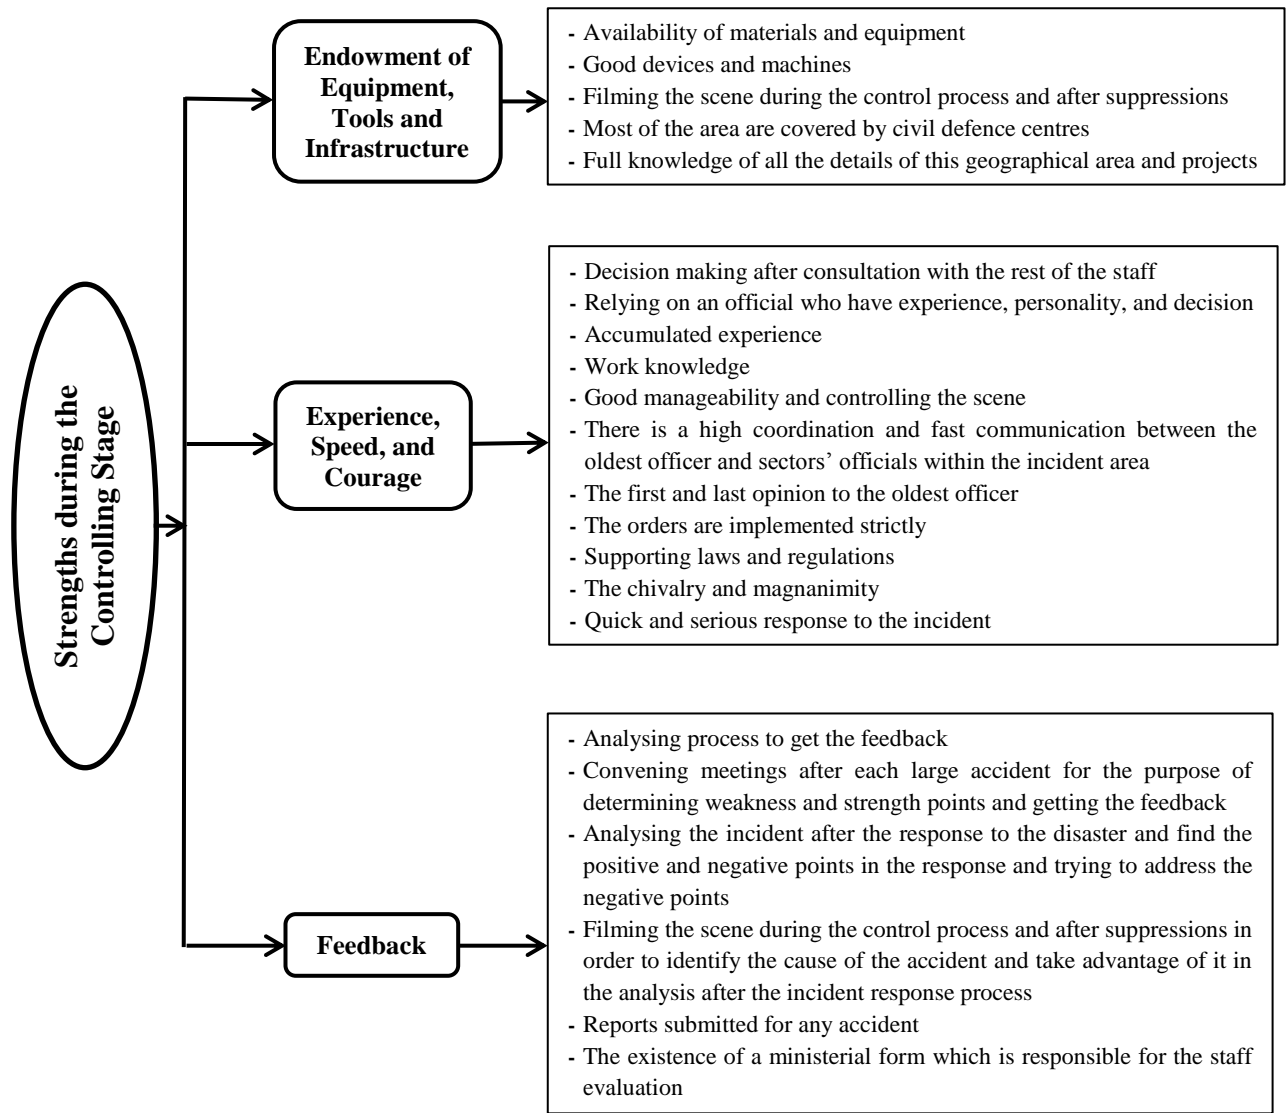 Strengths during the
Controlling Stage
Endowment of
Equipment,
Tools and
Infrastructure
- Availability of materials and equipment
- Good devices and machines
- Filming the scene during the control process and after suppressions
- Most of the area are covered by civil defence centres
- Full knowledge of all the details of this geographical area and projects
Experience,
Speed, and
Courage
- Decision making after consultation with the rest of the staff
- Relying on an official who have experience, personality, and decision
- Accumulated experience
- Work knowledge
- Good manageability and controlling the scene
- There is a high coordination and fast communication between the
oldest officer and sectors’ officials within the incident area
- The first and last opinion to the oldest officer
- The orders are implemented strictly
- Supporting laws and regulations
- The chivalry and magnanimity
- Quick and serious response to the incident
Feedback
- Analysing process to get the feedback
- Convening meetings after each large accident for the purpose of
determining weakness and strength points and getting the feedback
- Analysing the incident after the response to the disaster and find the
positive and negative points in the response and trying to address the
negative points
- Filming the scene during the control process and after suppressions in
order to identify the cause of the accident and take advantage of it in
the analysis after the incident response process
- Reports submitted for any accident
- The existence of a ministerial form which is responsible for the staff
evaluation